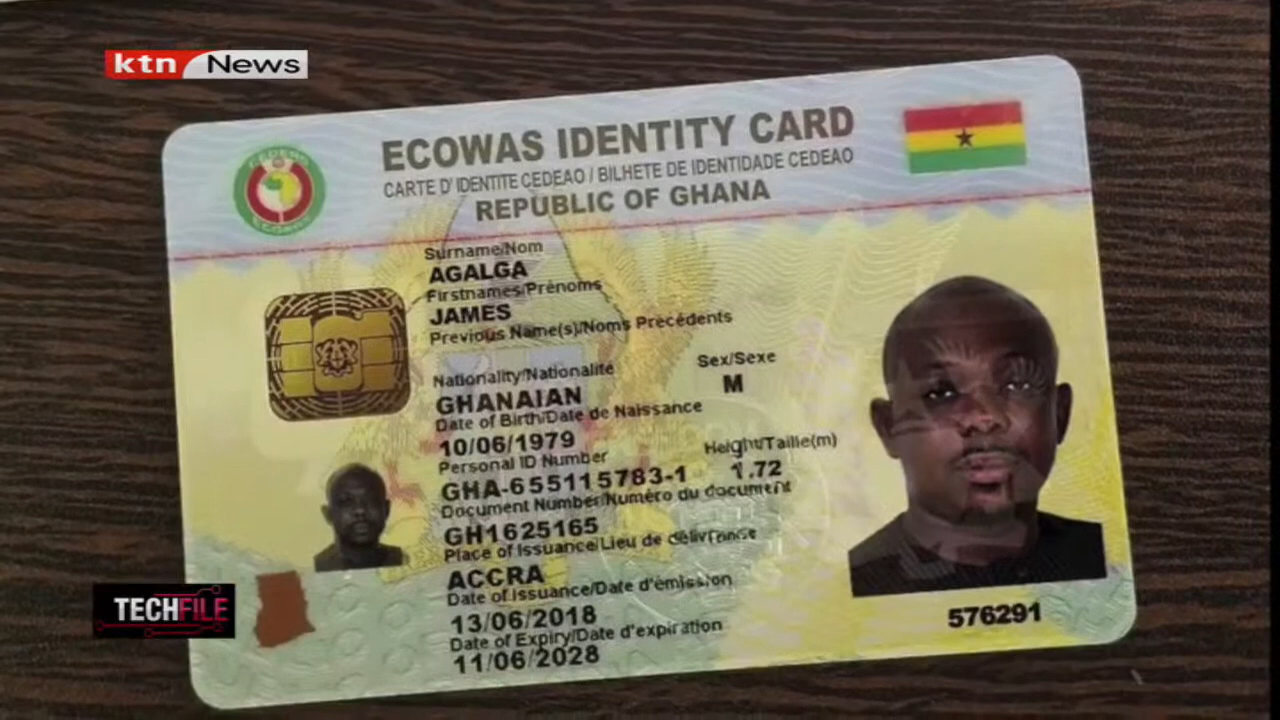 ktn News
ECOWAS IDENTITY CARD
CARTE D' IDENTITE CEDEAO / BILHETE DE IDENTIDADE CEDEAO
REPUBLIC OF GHANA
CEDEAO
Surname/Nom
AGALGA
Firstnames/Prénoms
JAMES
Previous Name(s)/Noms Précédents
Nationality/Nationalité
GHANAIAN
Sex/Sexe
M
Date of Birth/Date de Naissance
10/06/1979
Personal ID Number
GHA-655115783-1
Height/Taille(m)
1.72
Document Number/Numéro du document
GH1625165
Place of Issuance/Lieu de délivrance
ACCRA
Date of Issuance/Date d'émission
13/06/2018
Date of Expiry/Date d'expiration
11/06/2028
576291
TECHFILE